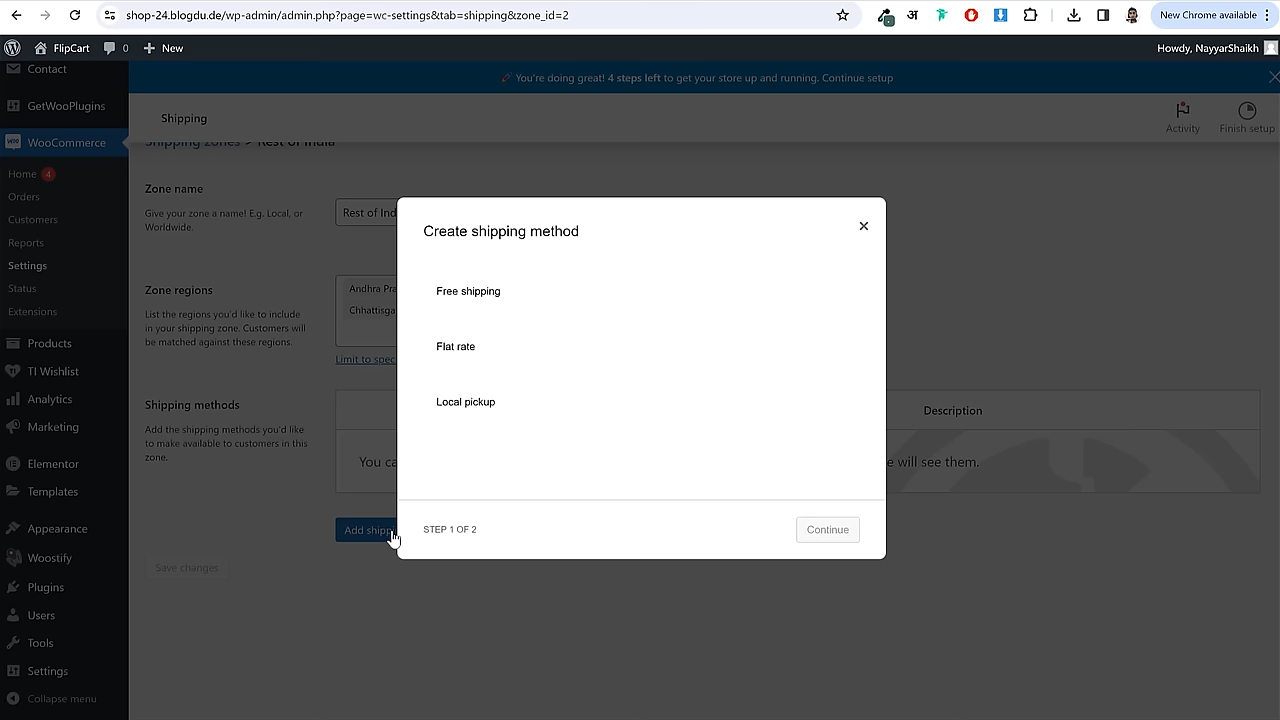 shop-24.blogdu.de/wp-admin/admin.php?page=wc-settings&tab=shipping&zone_id=2
अ
New Chrome available
FlipCart 0 New
Howdy, NayyarShaikh
You're doing great! 4 steps left to get your store up and running. Continue setup
Contact
GetWooPlugins
WooCommerce
Home 4
Orders
Customers
Reports
Settings
Status
Extensions
Products
TI Wishlist
Analytics
Marketing
Elementor
Templates
Appearance
Woostify
Plugins
Users
Tools
Settings
Collapse menu
Shipping
Activity
Finish setup
Shipping zones > Rest of India
Zone name
Give your zone a name! E.g. Local, or
Worldwide.
Rest of Ind
Zone regions
List the regions you'd like to include
in your shipping zone. Customers will
be matched against these regions.
Andhra Pra
Chhattisga
Limit to spec
Shipping methods
Add the shipping methods you'd like
to make available to customers in this
zone.
Description
You ca
e will see them.
Add shippi
Save changes
Create shipping method
Free shipping
Flat rate
Local pickup
STEP 1 OF 2
Continue